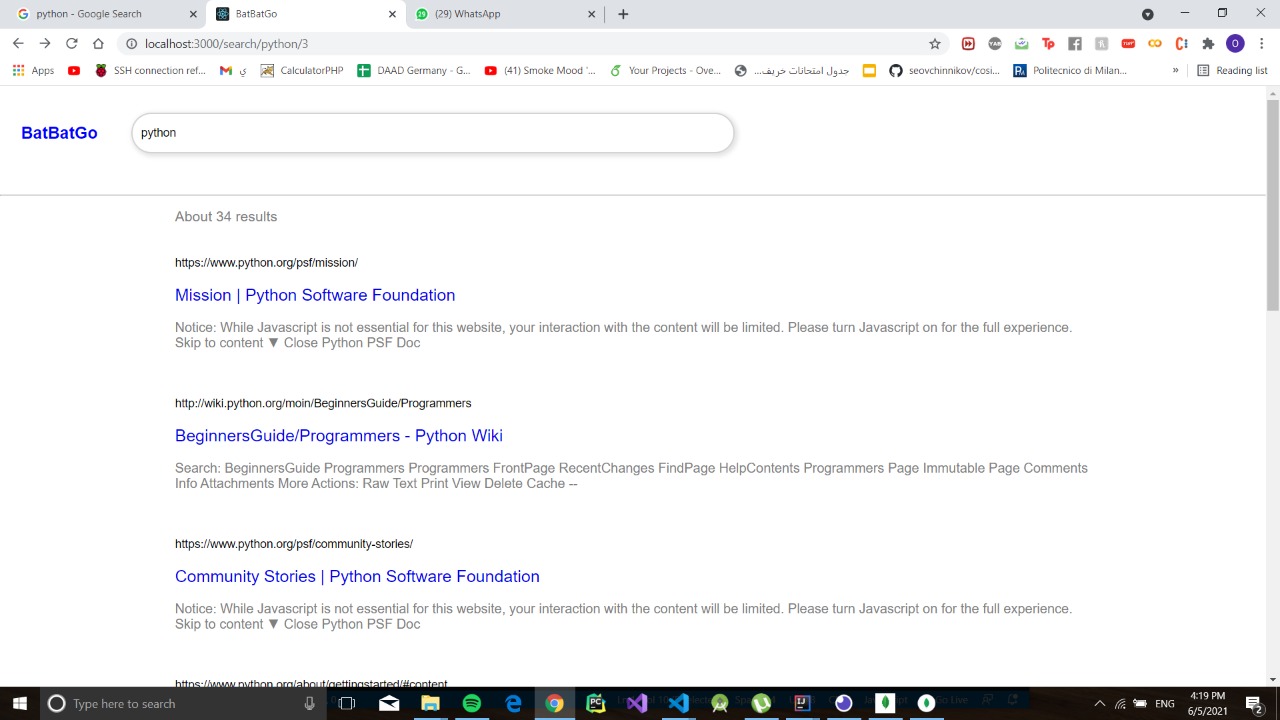 python - Google Search
BatBatGo
(29) WhatsApp
localhost:3000/search/python/3
Apps
SSH connection ref...
ي
CalculatorPHP
DAAD Germany - G...
(41) Smoke Mood '...
Your Projects - Ove...
جدول امتحانات خريف...
seovchinnikov/cosi...
Politecnico di Milan...
»
Reading list
BatBatGo
python
About 34 results
https://www.python.org/psf/mission/
Mission | Python Software Foundation
Notice: While Javascript is not essential for this website, your interaction with the content will be limited. Please turn Javascript on for the full experience.
Skip to content ▼ Close Python PSF Doc
http://wiki.python.org/moin/BeginnersGuide/Programmers
BeginnersGuide/Programmers - Python Wiki
Search: BeginnersGuide Programmers Programmers FrontPage RecentChanges FindPage HelpContents Programmers Page Immutable Page Comments
Info Attachments More Actions: Raw Text Print View Delete Cache --
https://www.python.org/psf/community-stories/
Community Stories | Python Software Foundation
Notice: While Javascript is not essential for this website, your interaction with the content will be limited. Please turn Javascript on for the full experience.
Skip to content ▼ Close Python PSF Doc
https://www.python.org/about/gettingstarted/#content
Type here to search
Go Live
ENG
4:19 PM
6/5/2021
2